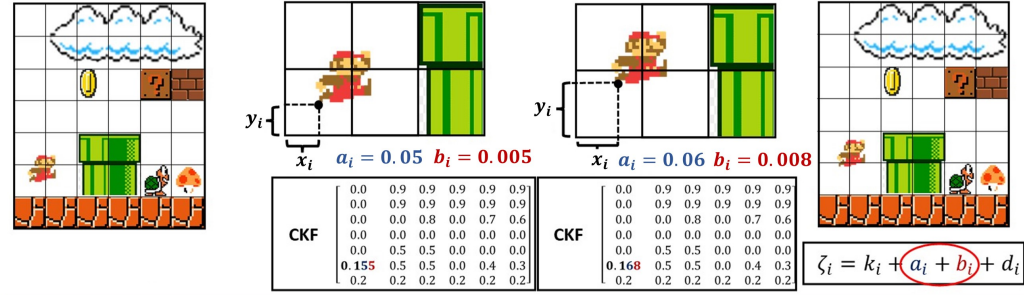 ?
y_i {
x_i
a_i = 0.05 b_i = 0.005
CKF
0.0 0.9 0.9 0.9 0.9 0.9
0.0 0.0 0.9 0.9 0.9 0.9
0.0 0.0 0.8 0.0 0.7 0.6
0.0 0.0 0.0 0.0 0.0 0.0
0.0 0.5 0.5 0.0 0.0 0.0
0.155 0.5 0.5 0.0 0.4 0.3
0.2 0.2 0.2 0.2 0.2 0.2
y_i {
x_i
a_i = 0.06 b_i = 0.008
CKF
0.0 0.9 0.9 0.9 0.9 0.9
0.0 0.0 0.9 0.9 0.9 0.9
0.0 0.0 0.8 0.0 0.7 0.6
0.0 0.0 0.0 0.0 0.0 0.0
0.0 0.5 0.5 0.0 0.0 0.0
0.168 0.5 0.5 0.0 0.4 0.3
0.2 0.2 0.2 0.2 0.2 0.2
?
ζ_i = k_i + a_i + b_i + d_i